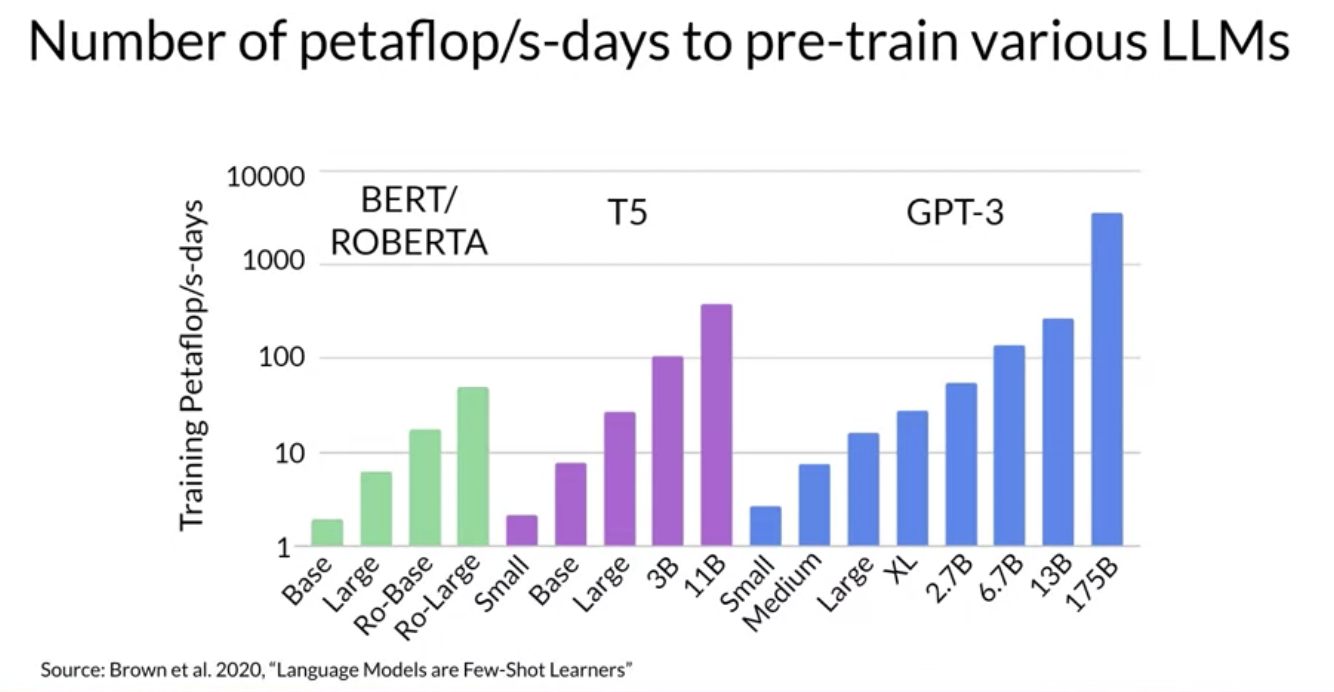 Number of petaflop/s-days to pre-train various LLMs
Training Petaflop/s-days
10000
1000
100
10
1
BERT/
ROBERTA
T5
GPT-3
Base
Large
Ro-Base
Ro-Large
Small
Base
Large
3B
11B
Small
Medium
Large
XL
2.7B
6.7B
13B
175B
Source: Brown et al. 2020, “Language Models are Few-Shot Learners”